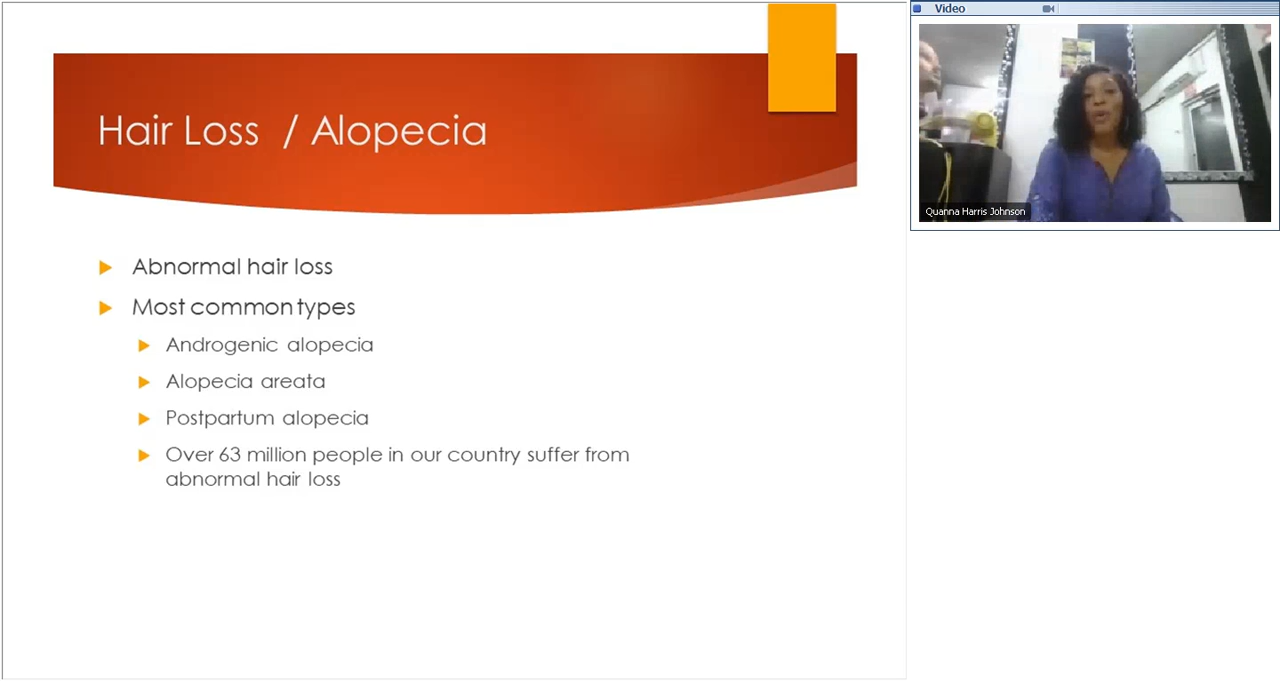 Hair Loss / Alopecia
Abnormal hair loss
Most common types
Androgenic alopecia
Alopecia areata
Postpartum alopecia
Over 63 million people in our country suffer from
abnormal hair loss
Video
Quanna Harris Johnson